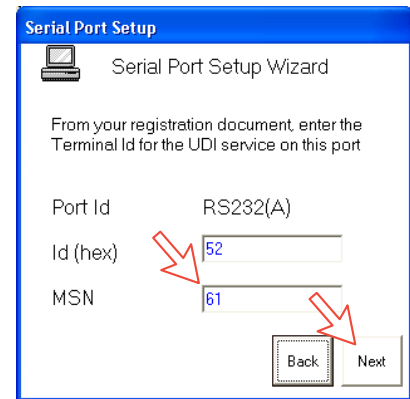 Serial Port Setup
Serial Port Setup Wizard
From your registration document, enter the
Terminal Id for the UDI service on this port
Port Id RS232(A)
Id (hex) 52
MSN 61
Back Next